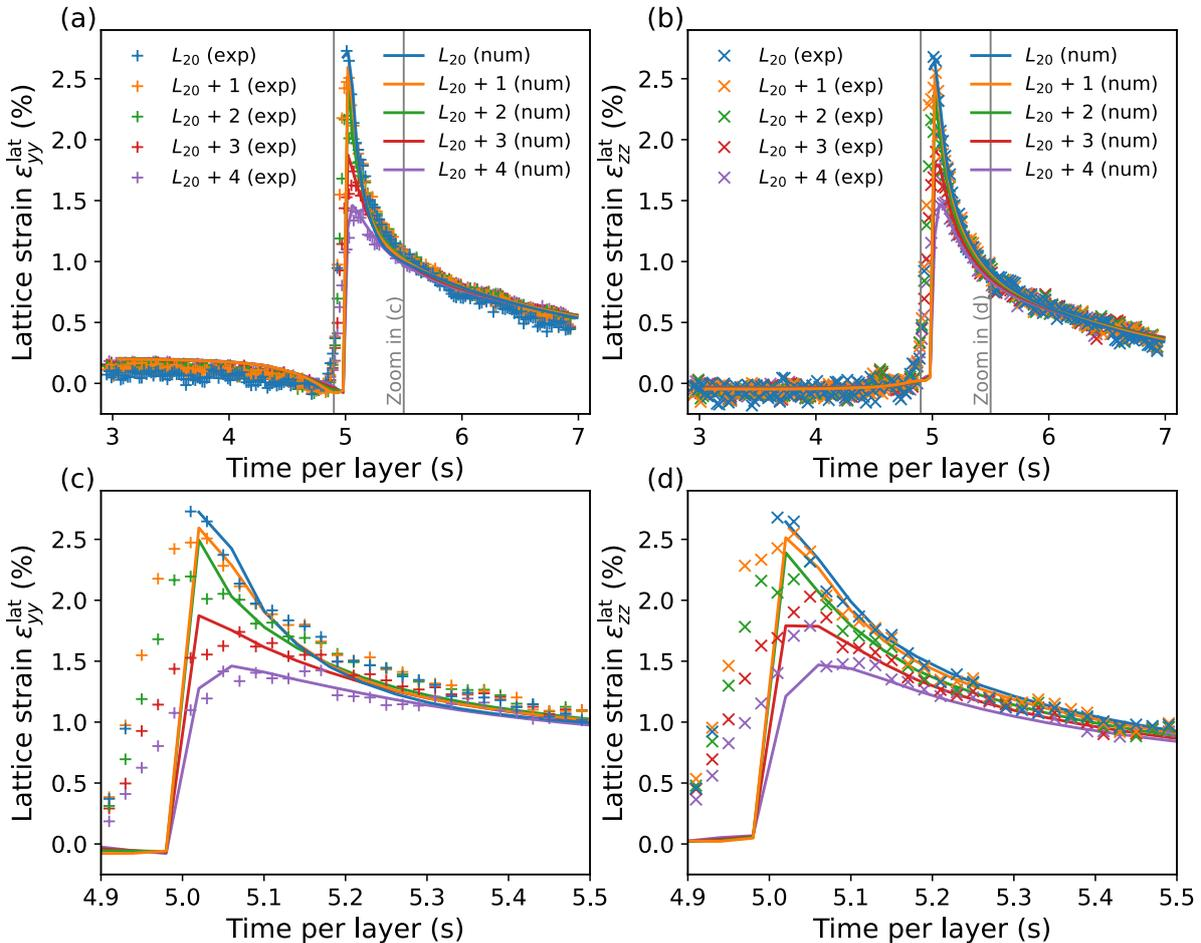 (a)
Lattice strain ε_yy^lat (%)
2.5
2.0
1.5
1.0
0.5
0.0
L₂₀ (exp)
L₂₀ + 1 (exp)
L₂₀ + 2 (exp)
L₂₀ + 3 (exp)
L₂₀ + 4 (exp)
L₂₀ (num)
L₂₀ + 1 (num)
L₂₀ + 2 (num)
L₂₀ + 3 (num)
L₂₀ + 4 (num)
Zoom in (c)
3 4 5 6 7
Time per layer (s)
(b)
Lattice strain ε_zz^lat (%)
2.5
2.0
1.5
1.0
0.5
0.0
L₂₀ (exp)
L₂₀ + 1 (exp)
L₂₀ + 2 (exp)
L₂₀ + 3 (exp)
L₂₀ + 4 (exp)
L₂₀ (num)
L₂₀ + 1 (num)
L₂₀ + 2 (num)
L₂₀ + 3 (num)
L₂₀ + 4 (num)
Zoom in (d)
3 4 5 6 7
Time per layer (s)
(c)
Lattice strain ε_yy^lat (%)
2.5
2.0
1.5
1.0
0.5
0.0
4.9 5.0 5.1 5.2 5.3 5.4 5.5
Time per layer (s)
(d)
Lattice strain ε_zz^lat (%)
2.5
2.0
1.5
1.0
0.5
0.0
4.9 5.0 5.1 5.2 5.3 5.4 5.5
Time per layer (s)